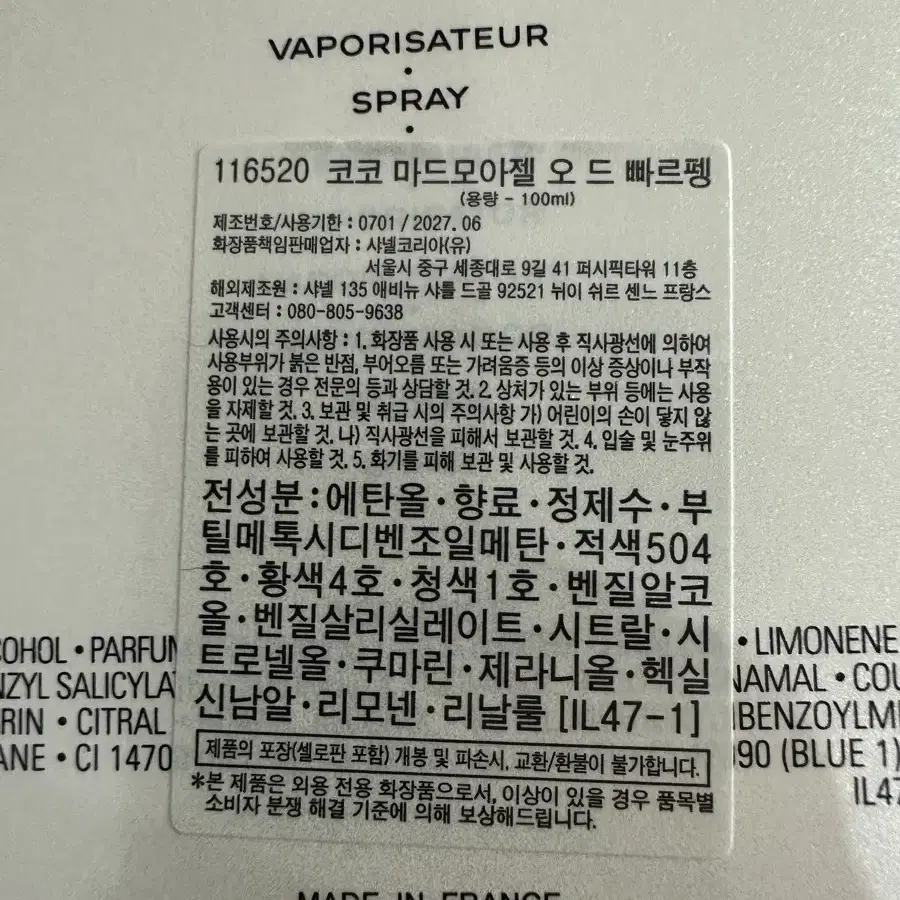 VAPORISATEUR
•
SPRAY
•
116520 코코 마드모아젤 오 드 빠르펭
(용량 - 100ml)
제조번호/사용기한 : 0701 / 2027. 06
화장품책임판매업자 : 샤넬코리아(유)
서울시 중구 세종대로 9길 41 퍼시픽타워 11층
해외제조원 : 샤넬 135 애비뉴 샤를 드골 92521 뉘이 쉬르 센느 프랑스
고객센터 : 080-805-9638
사용시의 주의사항 : 1. 화장품 사용 시 또는 사용 후 직사광선에 의하여
사용부위가 붉은 반점, 부어오름 또는 가려움증 등의 이상 증상이나 부작
용이 있는 경우 전문의 등과 상담할 것. 2. 상처가 있는 부위 등에는 사용
을 자제할 것. 3. 보관 및 취급 시의 주의사항 가) 어린이의 손이 닿지 않
는 곳에 보관할 것. 나) 직사광선을 피해서 보관할 것. 4. 입술 및 눈주위
를 피하여 사용할 것. 5. 화기를 피해 보관 및 사용할 것.
전성분 : 에탄올 • 향료 • 정제수 • 부
틸메톡시디벤조일메탄 • 적색504
호 • 황색4호 • 청색1호 • 벤질알코
올 • 벤질살리실레이트 • 시트랄 • 시
트로넬올 • 쿠마린 • 제라니올 • 헥실
신남알 • 리모넨 • 리날룰 [IL47-1]
제품의 포장(셀로판 포함) 개봉 및 파손시, 교환/환불이 불가합니다.
*본 제품은 외용 전용 화장품으로서, 이상이 있을 경우 품목별
소비자 분쟁 해결 기준에 의해 보상해드립니다.
COHOL • PARFUM
NZYL SALICYLA
RIN • CITRAL
ANE • CI 1470
• LIMONENE
NAMAL • COU
IBENZOYLM
90 (BLUE 1)
IL47
MADE IN FRANCE